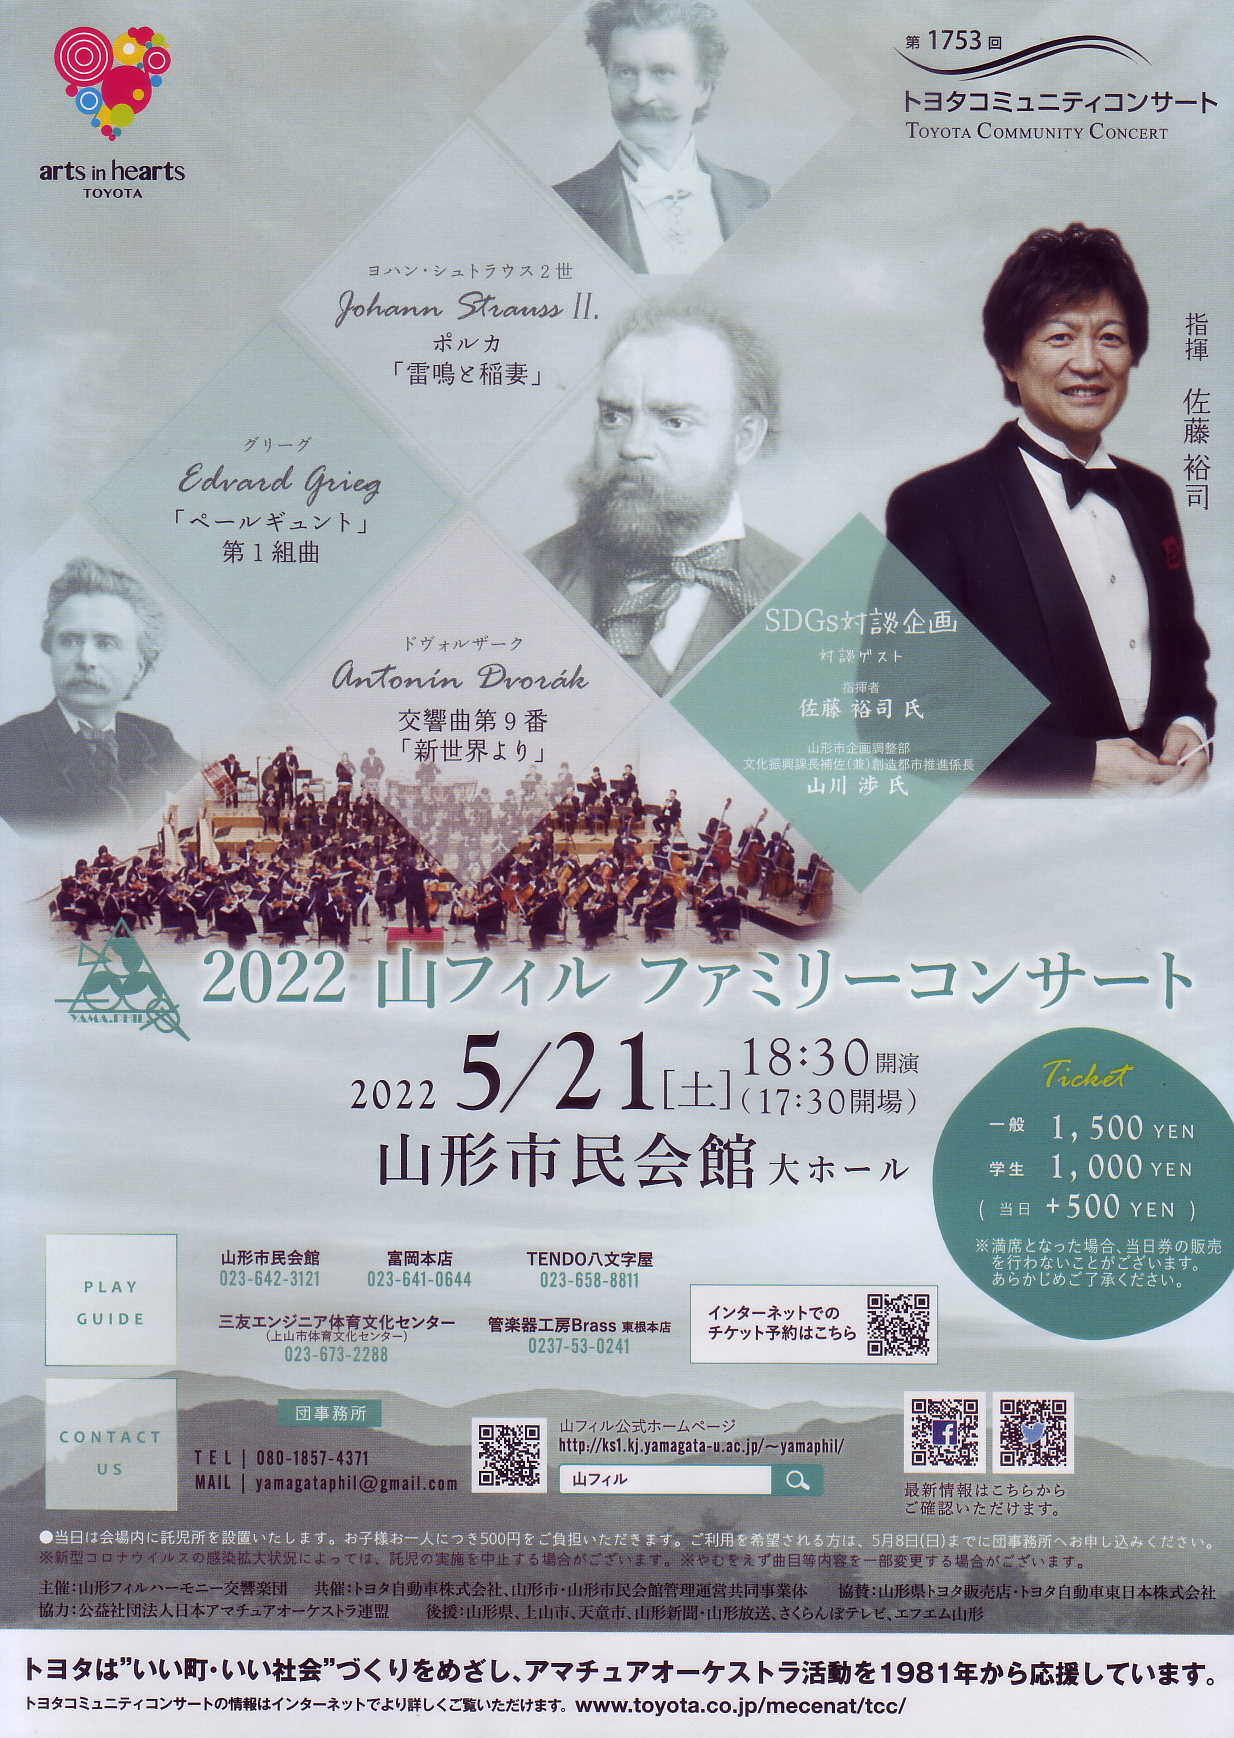 arts in hearts
TOYOTA
第1753回
トヨタコミュニティコンサート
TOYOTA COMMUNITY CONCERT
ヨハン・シュトラウス2世
Johann Strauss II.
ポルカ
「雷鳴と稲妻」
グリーグ
Edvard Grieg
「ペールギュント」
第1組曲
ドヴォルザーク
Antonín Dvorák
交響曲第9番
「新世界より」
指揮 佐藤 裕司
SDGs対談企画
対談ゲスト
指揮者
佐藤 裕司 氏
山形市企画調整部
文化振興課長補佐(兼)創造都市推進係長
山川 渉 氏
YAMA.PHIL
2022 山フィル ファミリーコンサート
2022 5/21[土] 18:30開演
(17:30開場)
山形市民会館 大ホール
Ticket
一般 1,500 YEN
学生 1,000 YEN
( 当日 +500 YEN )
※満席となった場合、当日券の販売
を行わないことがございます。
あらかじめご了承ください。
PLAY
GUIDE
山形市民会館
023-642-3121
富岡本店
023-641-0644
TENDO八文字屋
023-658-8811
三友エンジニア体育文化センター
(上山市体育文化センター)
023-673-2288
管楽器工房Brass 東根本店
0237-53-0241
インターネットでの
チケット予約はこちら
CONTACT
US
団事務所
TEL | 080-1857-4371
MAIL | yamagataphil@gmail.com
山フィル公式ホームページ
http://ks1.kj.yamagata-u.ac.jp/～yamaphil/
山フィル
最新情報はこちらから
ご確認いただけます。
●当日は会場内に託児所を設置いたします。お子様お一人につき500円をご負担いただきます。ご利用を希望される方は、5月8日(日)までに団事務所へお申し込みください。
※新型コロナウイルスの感染拡大状況によっては、託児の実施を中止する場合がございます。※やむをえず曲目等内容を一部変更する場合がございます。
主催:山形フィルハーモニー交響楽団 共催:トヨタ自動車株式会社、山形市・山形市民会館管理運営共同事業体 協賛:山形県トヨタ販売店・トヨタ自動車東日本株式会社
協力:公益社団法人日本アマチュアオーケストラ連盟 後援:山形県、上山市、天童市、山形新聞・山形放送、さくらんぼテレビ、エフエム山形
トヨタは"いい町・いい社会"づくりをめざし、アマチュアオーケストラ活動を1981年から応援しています。
トヨタコミュニティコンサートの情報はインターネットでより詳しくご覧いただけます。 www.toyota.co.jp/mecenat/tcc/